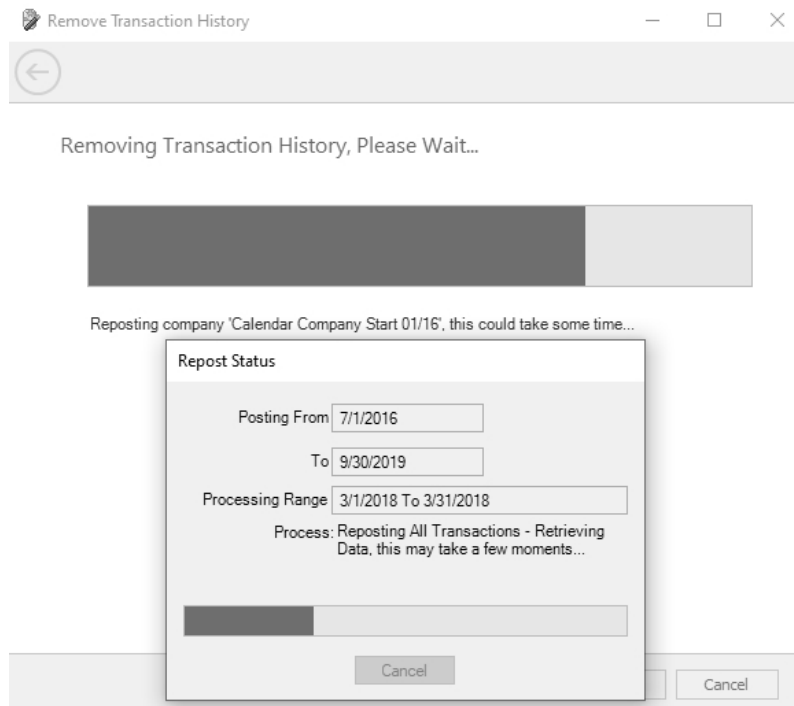 Remove Transaction History
Removing Transaction History, Please Wait...
Reposting company 'Calendar Company Start 01/16', this could take some time...
Repost Status
Posting From 7/1/2016
To 9/30/2019
Processing Range 3/1/2018 To 3/31/2018
Process: Reposting All Transactions - Retrieving
Data, this may take a few moments...
Cancel
Cancel